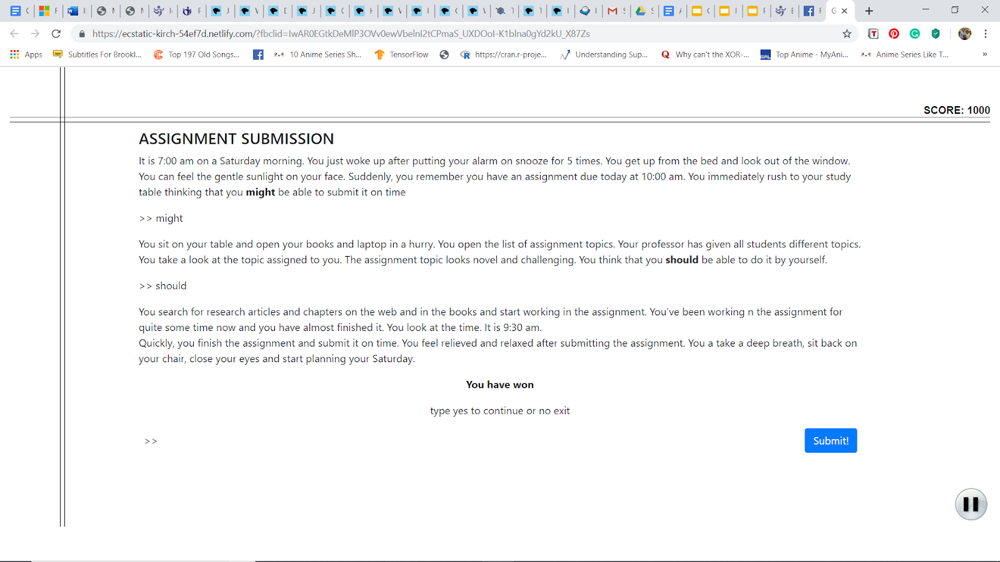 https://ecstatic-kirch-54ef7d.netlify.com/?fbclid=IwAR0EGtkDeMlP3OVv0ewVbelnI2tCPmaS_UXDOoI-K1blna0gYd2kU_X87Zs
Apps Subtitles For Brookl... Top 197 Old Songs... 10 Anime Series Sh... TensorFlow https://cran.r-proje... Understanding Sup... Why can't the XOR-... Top Anime - MyAni... Anime Series Like T... »
SCORE: 1000
ASSIGNMENT SUBMISSION
It is 7:00 am on a Saturday morning. You just woke up after putting your alarm on snooze for 5 times. You get up from the bed and look out of the window.
You can feel the gentle sunlight on your face. Suddenly, you remember you have an assignment due today at 10:00 am. You immediately rush to your study
table thinking that you might be able to submit it on time
>> might
You sit on your table and open your books and laptop in a hurry. You open the list of assignment topics. Your professor has given all students different topics.
You take a look at the topic assigned to you. The assignment topic looks novel and challenging. You think that you should be able to do it by yourself.
>> should
You search for research articles and chapters on the web and in the books and start working in the assignment. You've been working n the assignment for
quite some time now and you have almost finished it. You look at the time. It is 9:30 am.
Quickly, you finish the assignment and submit it on time. You feel relieved and relaxed after submitting the assignment. You a take a deep breath, sit back on
your chair, close your eyes and start planning your Saturday.
You have won
type yes to continue or no exit
>> Submit!